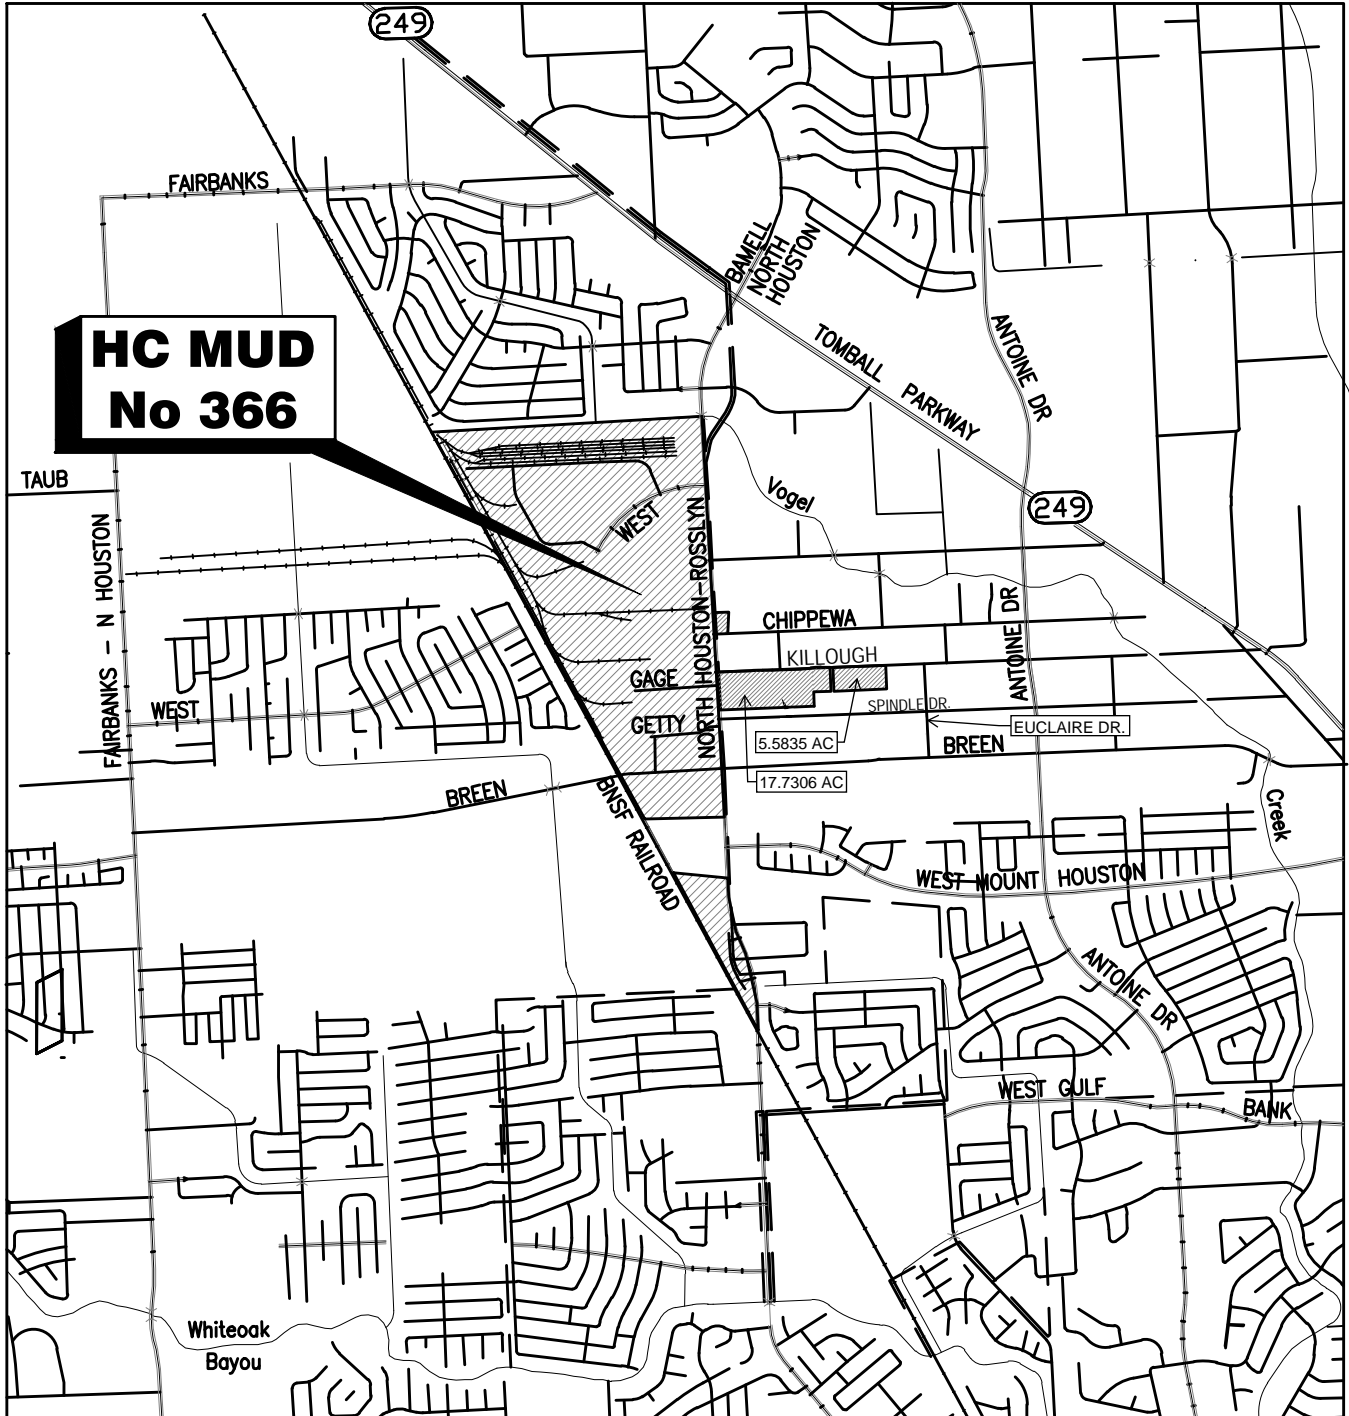 249
FAIRBANKS
BAMELL
NORTH
HOUSTON
HC MUD
No 366
TOMBALL PARKWAY
ANTOINE DR
TAUB
Vogel
249
WEST
FAIRBANKS - N HOUSTON
NORTH HOUSTON-ROSSLYN
CHIPPEWA
ANTOINE DR
KILLOUGH
GAGE
WEST
SPINDLE DR.
GETTY
EUCLAIRE DR.
5.5835 AC
BREEN
17.7306 AC
BREEN
BNSF RAILROAD
Creek
WEST MOUNT HOUSTON
ANTOINE DR
WEST GULF BANK
Whiteoak
Bayou